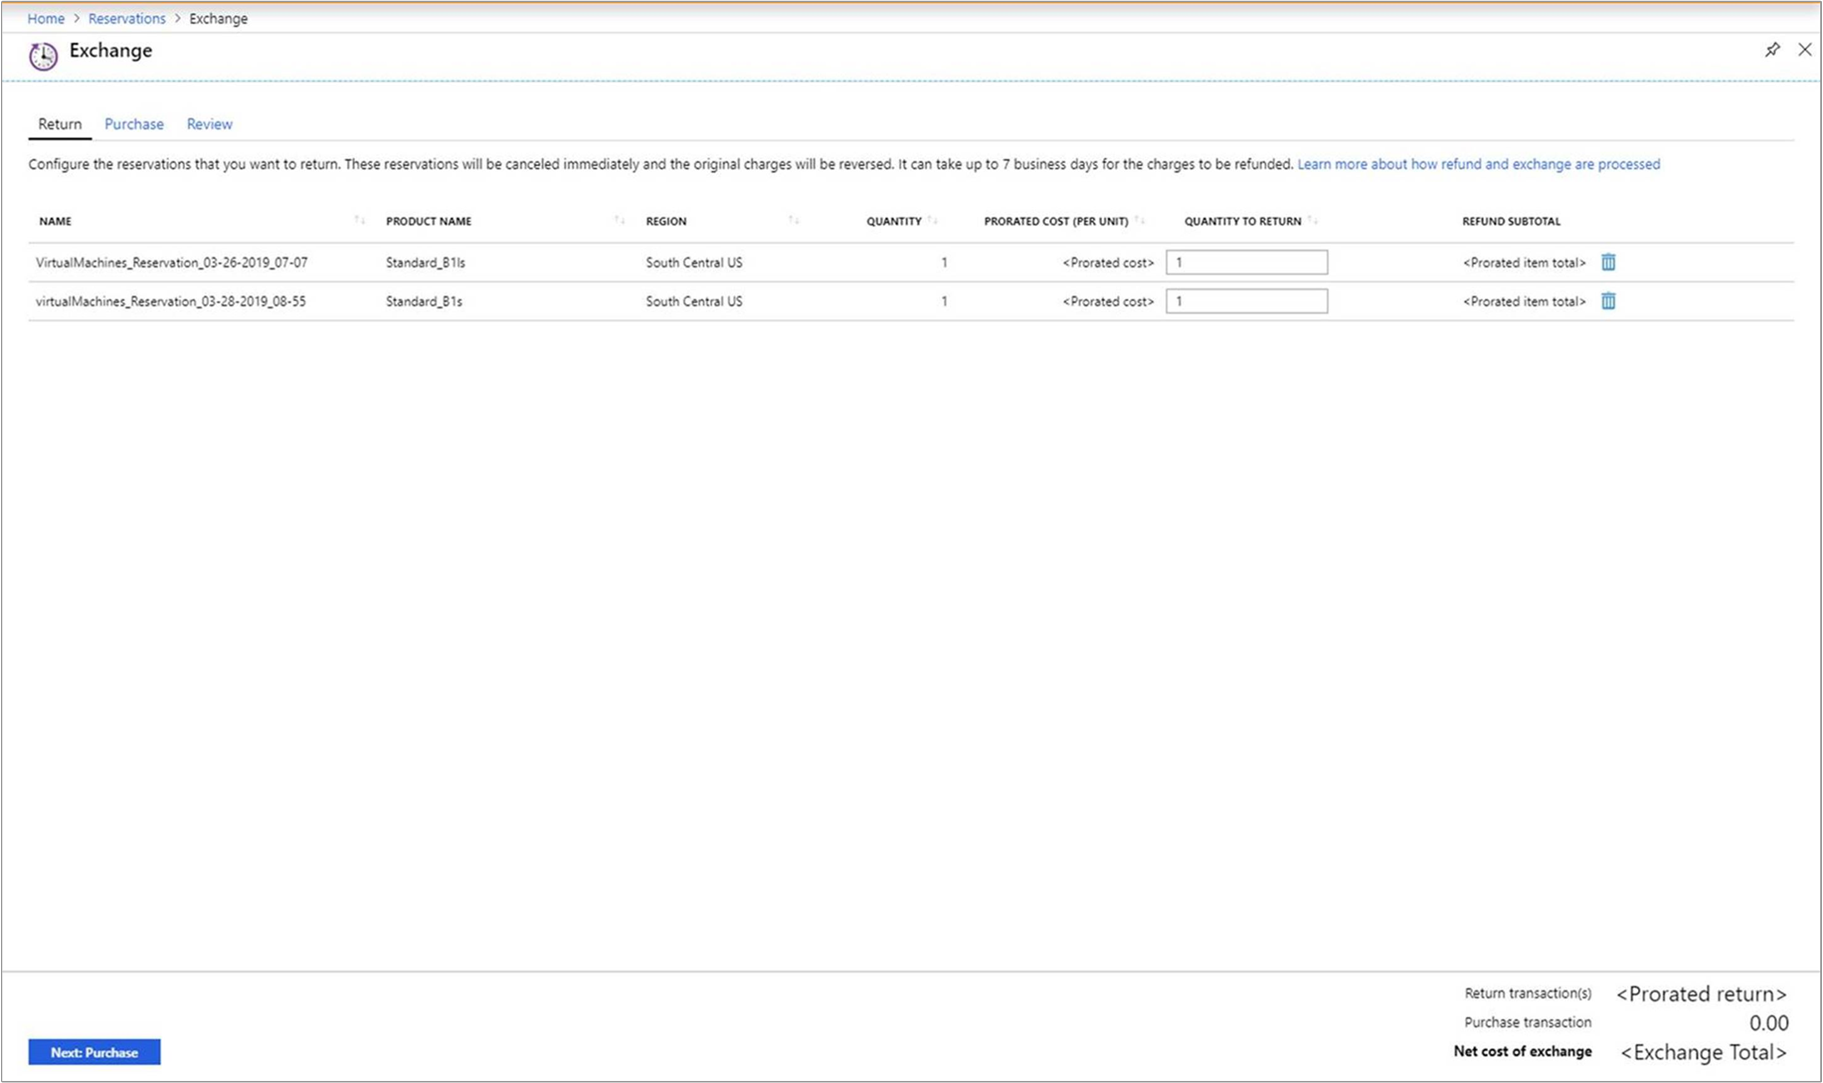 Home > Reservations > Exchange
Exchange
Return Purchase Review
Configure the reservations that you want to return. These reservations will be canceled immediately and the original charges will be reversed. It can take up to 7 business days for the charges to be refunded. Learn more about how refund and exchange are processed
NAME PRODUCT NAME REGION QUANTITY PRORATED COST (PER UNIT) QUANTITY TO RETURN REFUND SUBTOTAL
VirtualMachines_Reservation_03-26-2019_07-07 Standard_B1ls South Central US 1 <Prorated cost> 1 <Prorated item total>
virtualMachines_Reservation_03-28-2019_08-55 Standard_B1s South Central US 1 <Prorated cost> 1 <Prorated item total>
Return transaction(s) <Prorated return>
Purchase transaction 0.00
Net cost of exchange <Exchange Total>
Next: Purchase